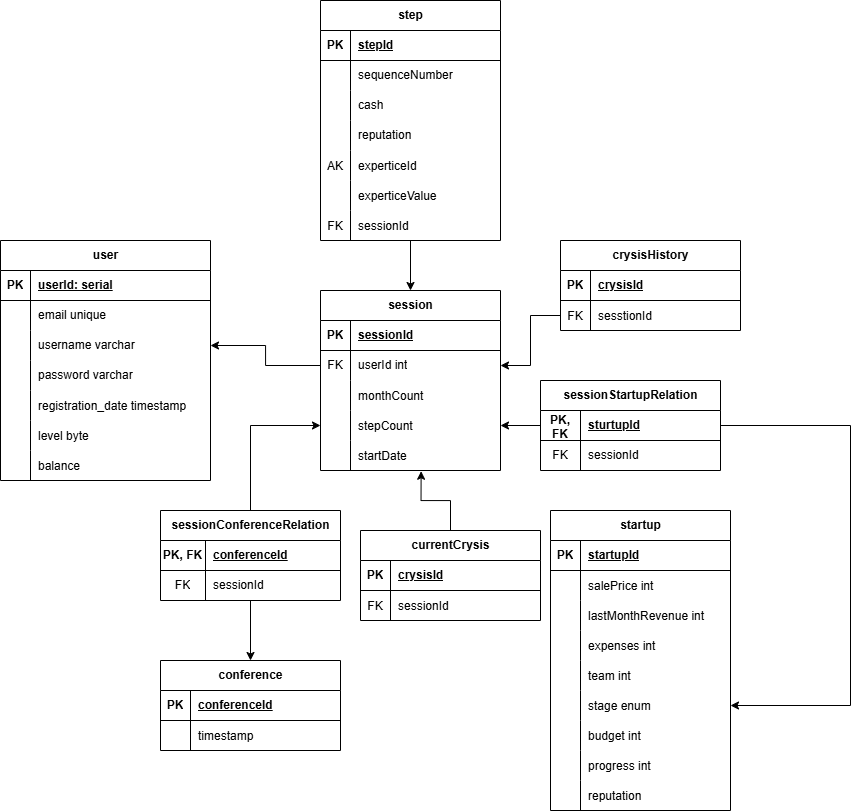 step
PK stepId
sequenceNumber
cash
reputation
AK experticeId
experticeValue
FK sessionId
user
PK userId: serial
email unique
username varchar
password varchar
registration_date timestamp
level byte
balance
session
PK sessionId
FK userId int
monthCount
stepCount
startDate
crysisHistory
PK crysisId
FK sesstionId
sessionStartupRelation
PK,
FK sturtupId
FK sessionId
sessionConferenceRelation
PK, FK conferenceId
FK sessionId
currentCrysis
PK crysisId
FK sessionId
startup
PK startupId
salePrice int
lastMonthRevenue int
expenses int
team int
stage enum
budget int
progress int
reputation
conference
PK conferenceId
timestamp